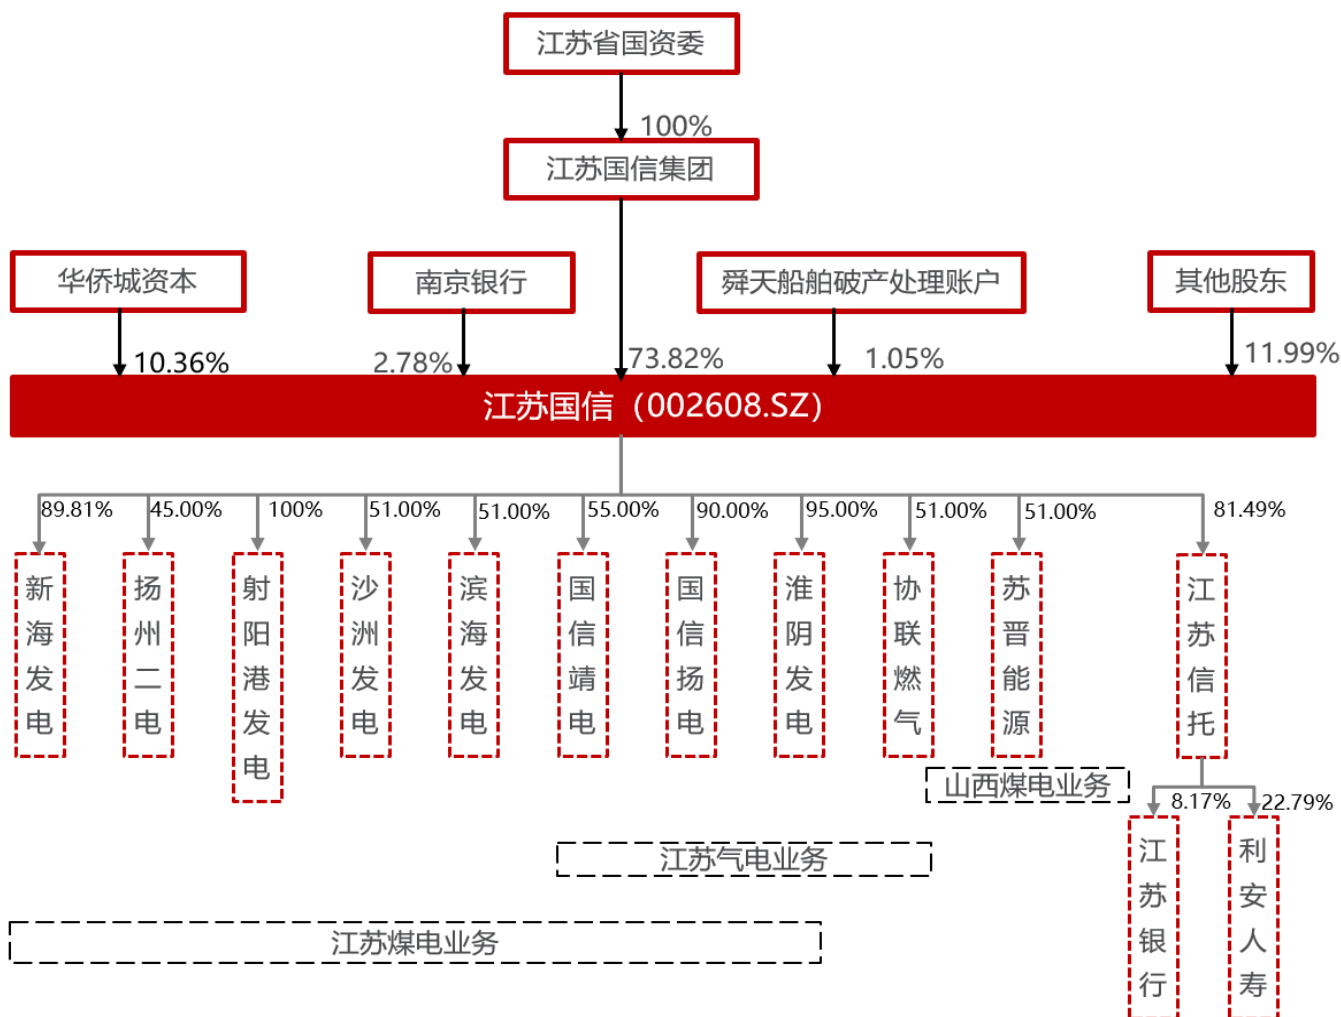 江苏省国资委
100%
江苏国信集团
华侨城资本
南京银行
舜天船舶破产处理账户
其他股东
10.36%
2.78%
73.82%
1.05%
11.99%
江苏国信（002608.SZ）
89.81%
45.00%
100%
51.00%
51.00%
55.00%
90.00%
95.00%
51.00%
51.00%
81.49%
新海发电
扬州二电
射阳港发电
沙洲发电
滨海发电
国信靖电
国信扬电
淮阴发电
协联燃气
苏晋能源
江苏信托
山西煤电业务
8.17%
22.79%
江苏银行
利安人寿
江苏气电业务
江苏煤电业务